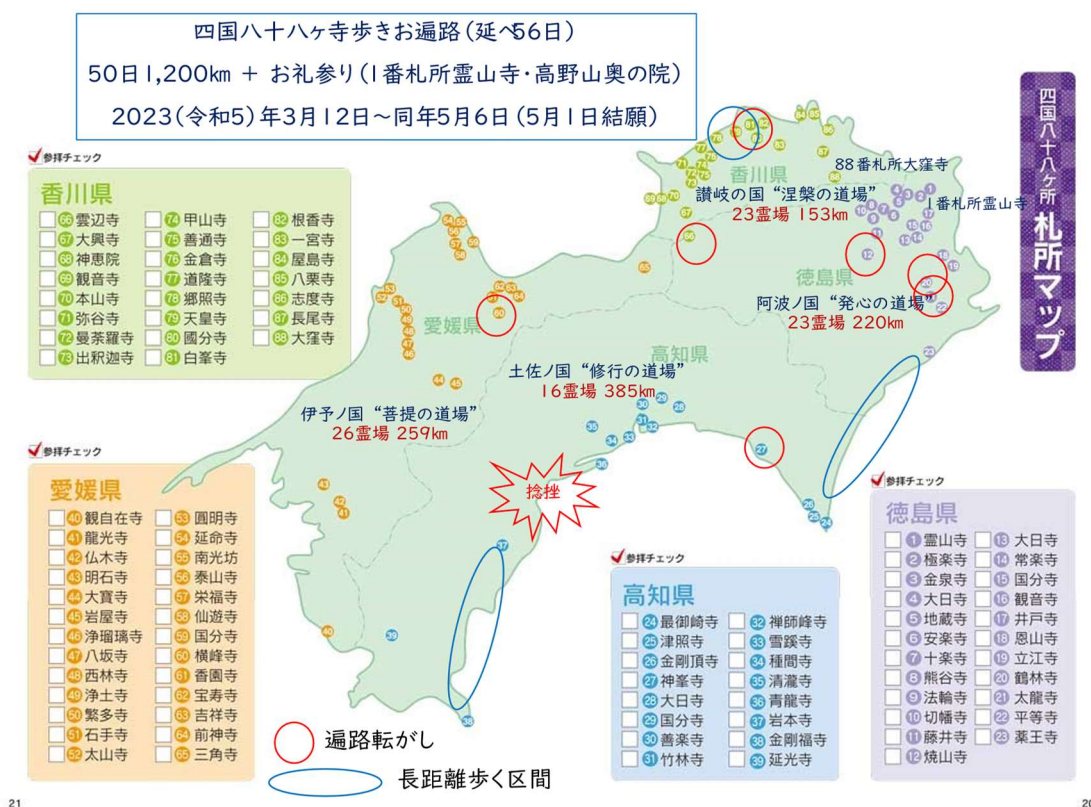 四国八十八ヶ寺歩きお遍路(延べ56日)
50日1,200km + お礼参り(1番札所霊山寺・高野山奥の院)
2023(令和5)年3月12日~同年5月6日(5月1日結願)
四国八十八ヶ所 札所マップ
参拝チェック
香川県
66 雲辺寺 74 甲山寺 82 根香寺
67 大興寺 75 善通寺 83 一宮寺
68 神恵院 76 金倉寺 84 屋島寺
69 観音寺 77 道隆寺 85 八栗寺
70 本山寺 78 郷照寺 86 志度寺
71 弥谷寺 79 天皇寺 87 長尾寺
72 曼荼羅寺 80 國分寺 88 大窪寺
73 出釈迦寺 81 白峯寺
88番札所大窪寺
香川県
讃岐の国“涅槃の道場”
23霊場 153km
1番札所霊山寺
徳島県
阿波ノ国“発心の道場”
23霊場 220km
愛媛県
高知県
土佐ノ国“修行の道場”
16霊場 385km
伊予ノ国“菩提の道場”
26霊場 259km
捻挫
参拝チェック
愛媛県
40 観自在寺 53 圓明寺
41 龍光寺 54 延命寺
42 仏木寺 55 南光坊
43 明石寺 56 泰山寺
44 大寶寺 57 栄福寺
45 岩屋寺 58 仙遊寺
46 浄瑠璃寺 59 国分寺
47 八坂寺 60 横峰寺
48 西林寺 61 香園寺
49 浄土寺 62 宝寿寺
50 繁多寺 63 吉祥寺
51 石手寺 64 前神寺
52 太山寺 65 三角寺
遍路転がし
長距離歩く区間
参拝チェック
高知県
24 最御崎寺 32 禅師峰寺
25 津照寺 33 雪蹊寺
26 金剛頂寺 34 種間寺
27 神峯寺 35 清瀧寺
28 大日寺 36 青龍寺
29 国分寺 37 岩本寺
30 善楽寺 38 金剛福寺
31 竹林寺 39 延光寺
参拝チェック
徳島県
1 霊山寺 13 大日寺
2 極楽寺 14 常楽寺
3 金泉寺 15 国分寺
4 大日寺 16 観音寺
5 地蔵寺 17 井戸寺
6 安楽寺 18 恩山寺
7 十楽寺 19 立江寺
8 熊谷寺 20 鶴林寺
9 法輪寺 21 太龍寺
10 切幡寺 22 平等寺
11 藤井寺 23 薬王寺
12 焼山寺
21